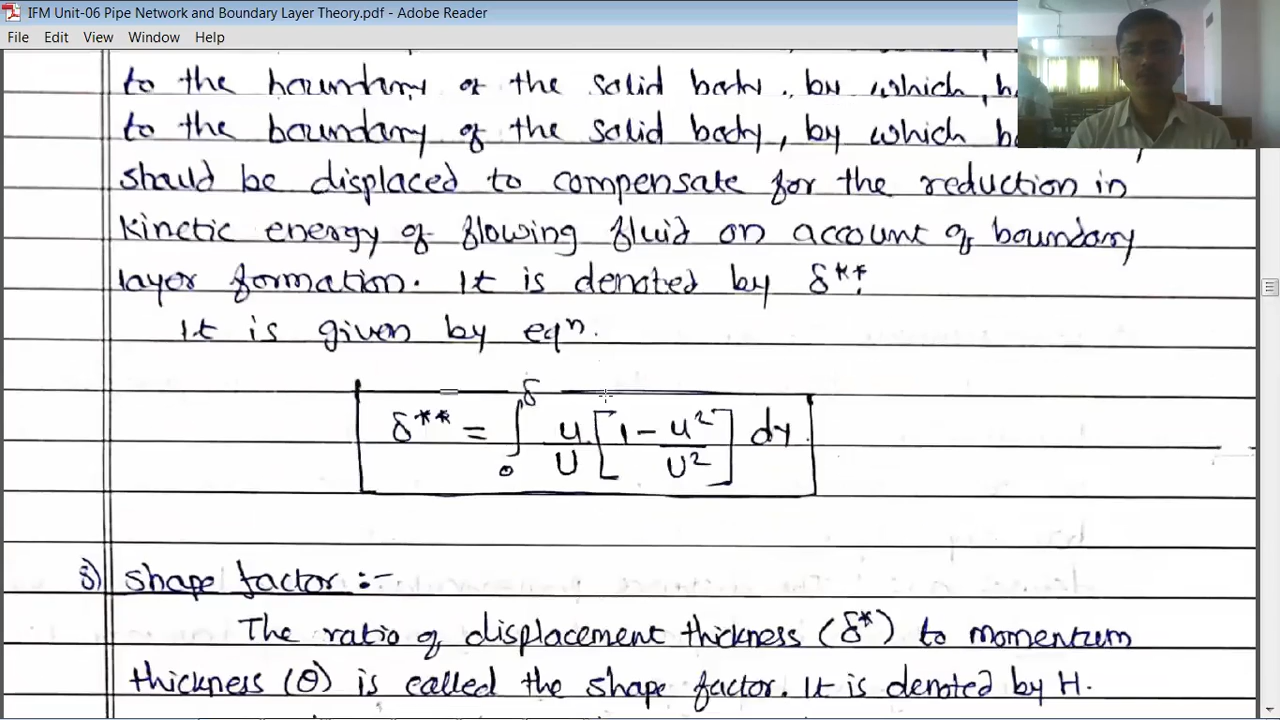 IFM Unit-06 Pipe Network and Boundary Layer Theory.pdf - Adobe Reader
File Edit View Window Help
to the boundary of the solid body, by which,
to the boundary of the solid body, by which
should be displaced to compensate for the reduction in
kinetic energy of flowing fluid on account of boundary
layer formation. It is denoted by δ**.
It is given by eqⁿ.
δ** = ∫₀^δ u/U [1 - u²/U²] dy
shape factor :-
The ratio of displacement thickness (δ*) to momentum
thickness (θ) is called the shape factor. It is denoted by H.